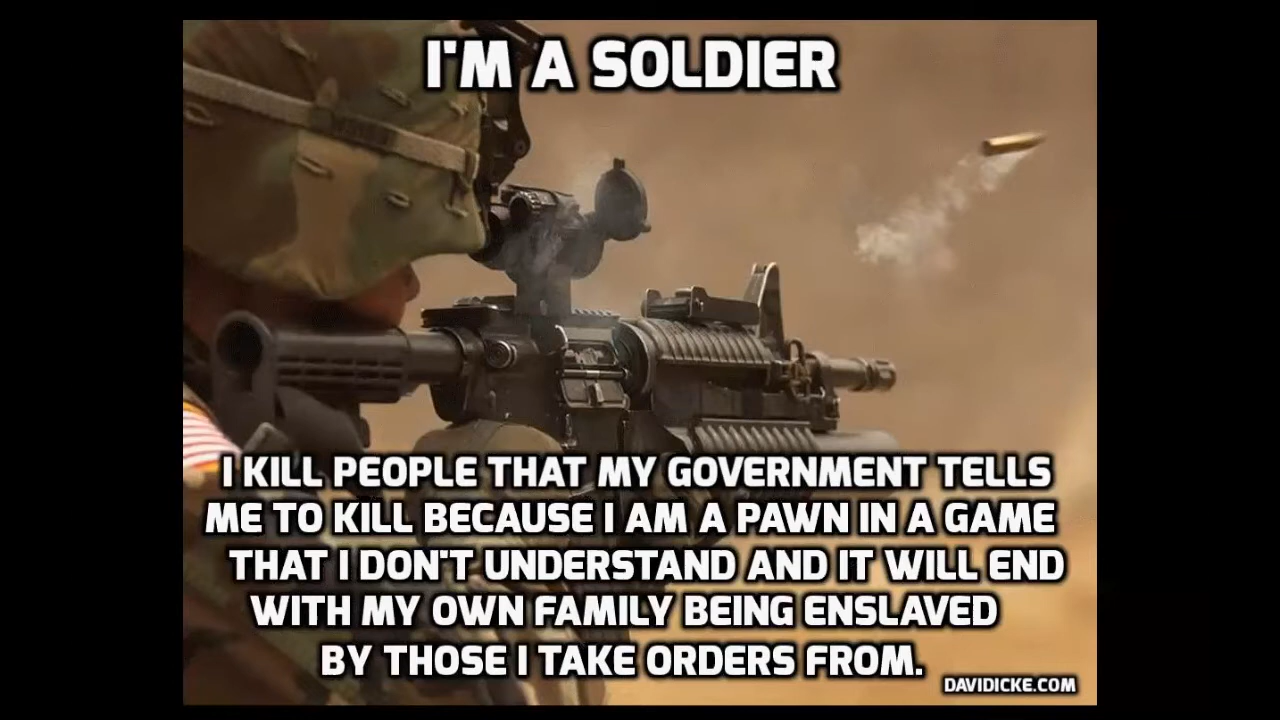 I'M A SOLDIER
I KILL PEOPLE THAT MY GOVERNMENT TELLS
ME TO KILL BECAUSE I AM A PAWN IN A GAME
THAT I DON'T UNDERSTAND AND IT WILL END
WITH MY OWN FAMILY BEING ENSLAVED
BY THOSE I TAKE ORDERS FROM.
DAVIDICKE.COM